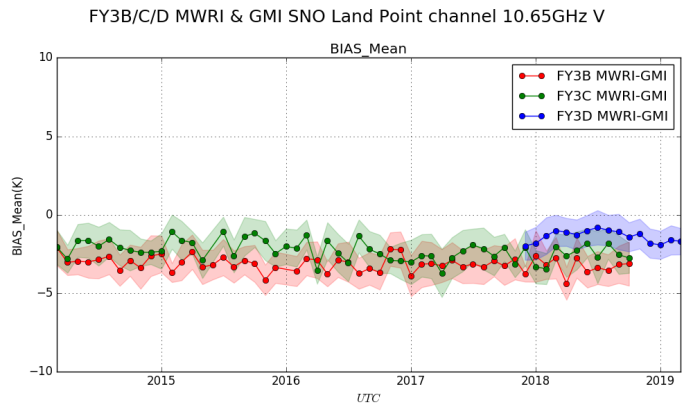 FY3B/C/D MWRI & GMI SNO Land Point channel 10.65GHz V
BIAS_Mean
10
5
0
−5
−10
BIAS_Mean(K)
FY3B MWRI-GMI
FY3C MWRI-GMI
FY3D MWRI-GMI
2015 2016 2017 2018 2019
UTC